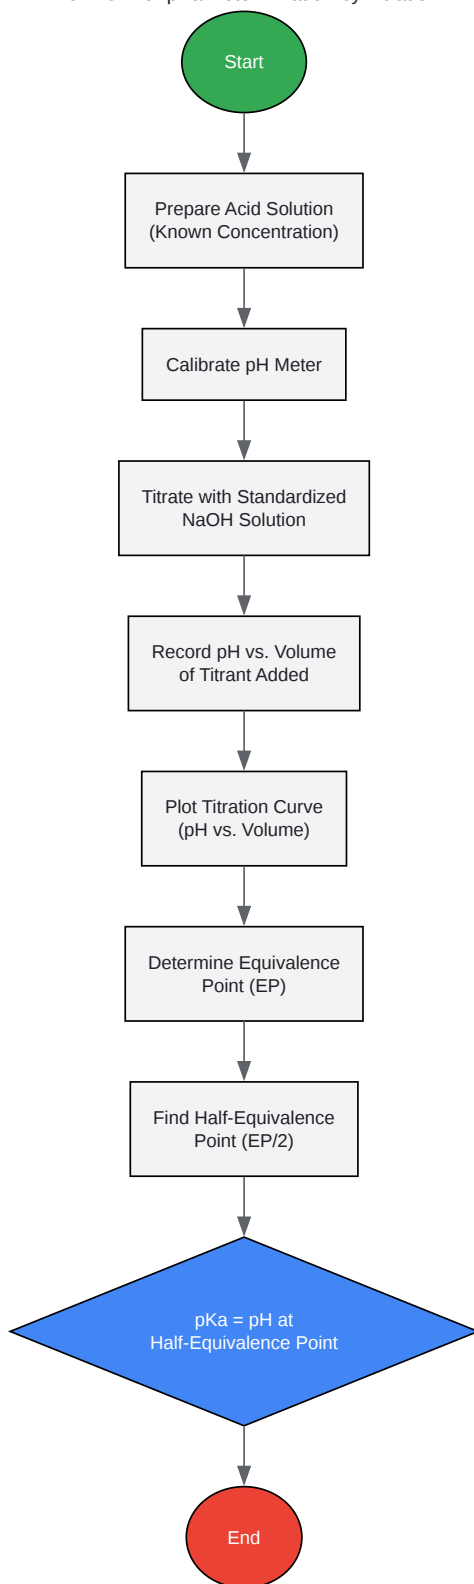 Start
Prepare Acid Solution
(Known Concentration)
Calibrate pH Meter
Titrate with Standardized
NaOH Solution
Record pH vs. Volume
of Titrant Added
Plot Titration Curve
(pH vs. Volume)
Determine Equivalence
Point (EP)
Find Half-Equivalence
Point (EP/2)
pKa = pH at
Half-Equivalence Point
End